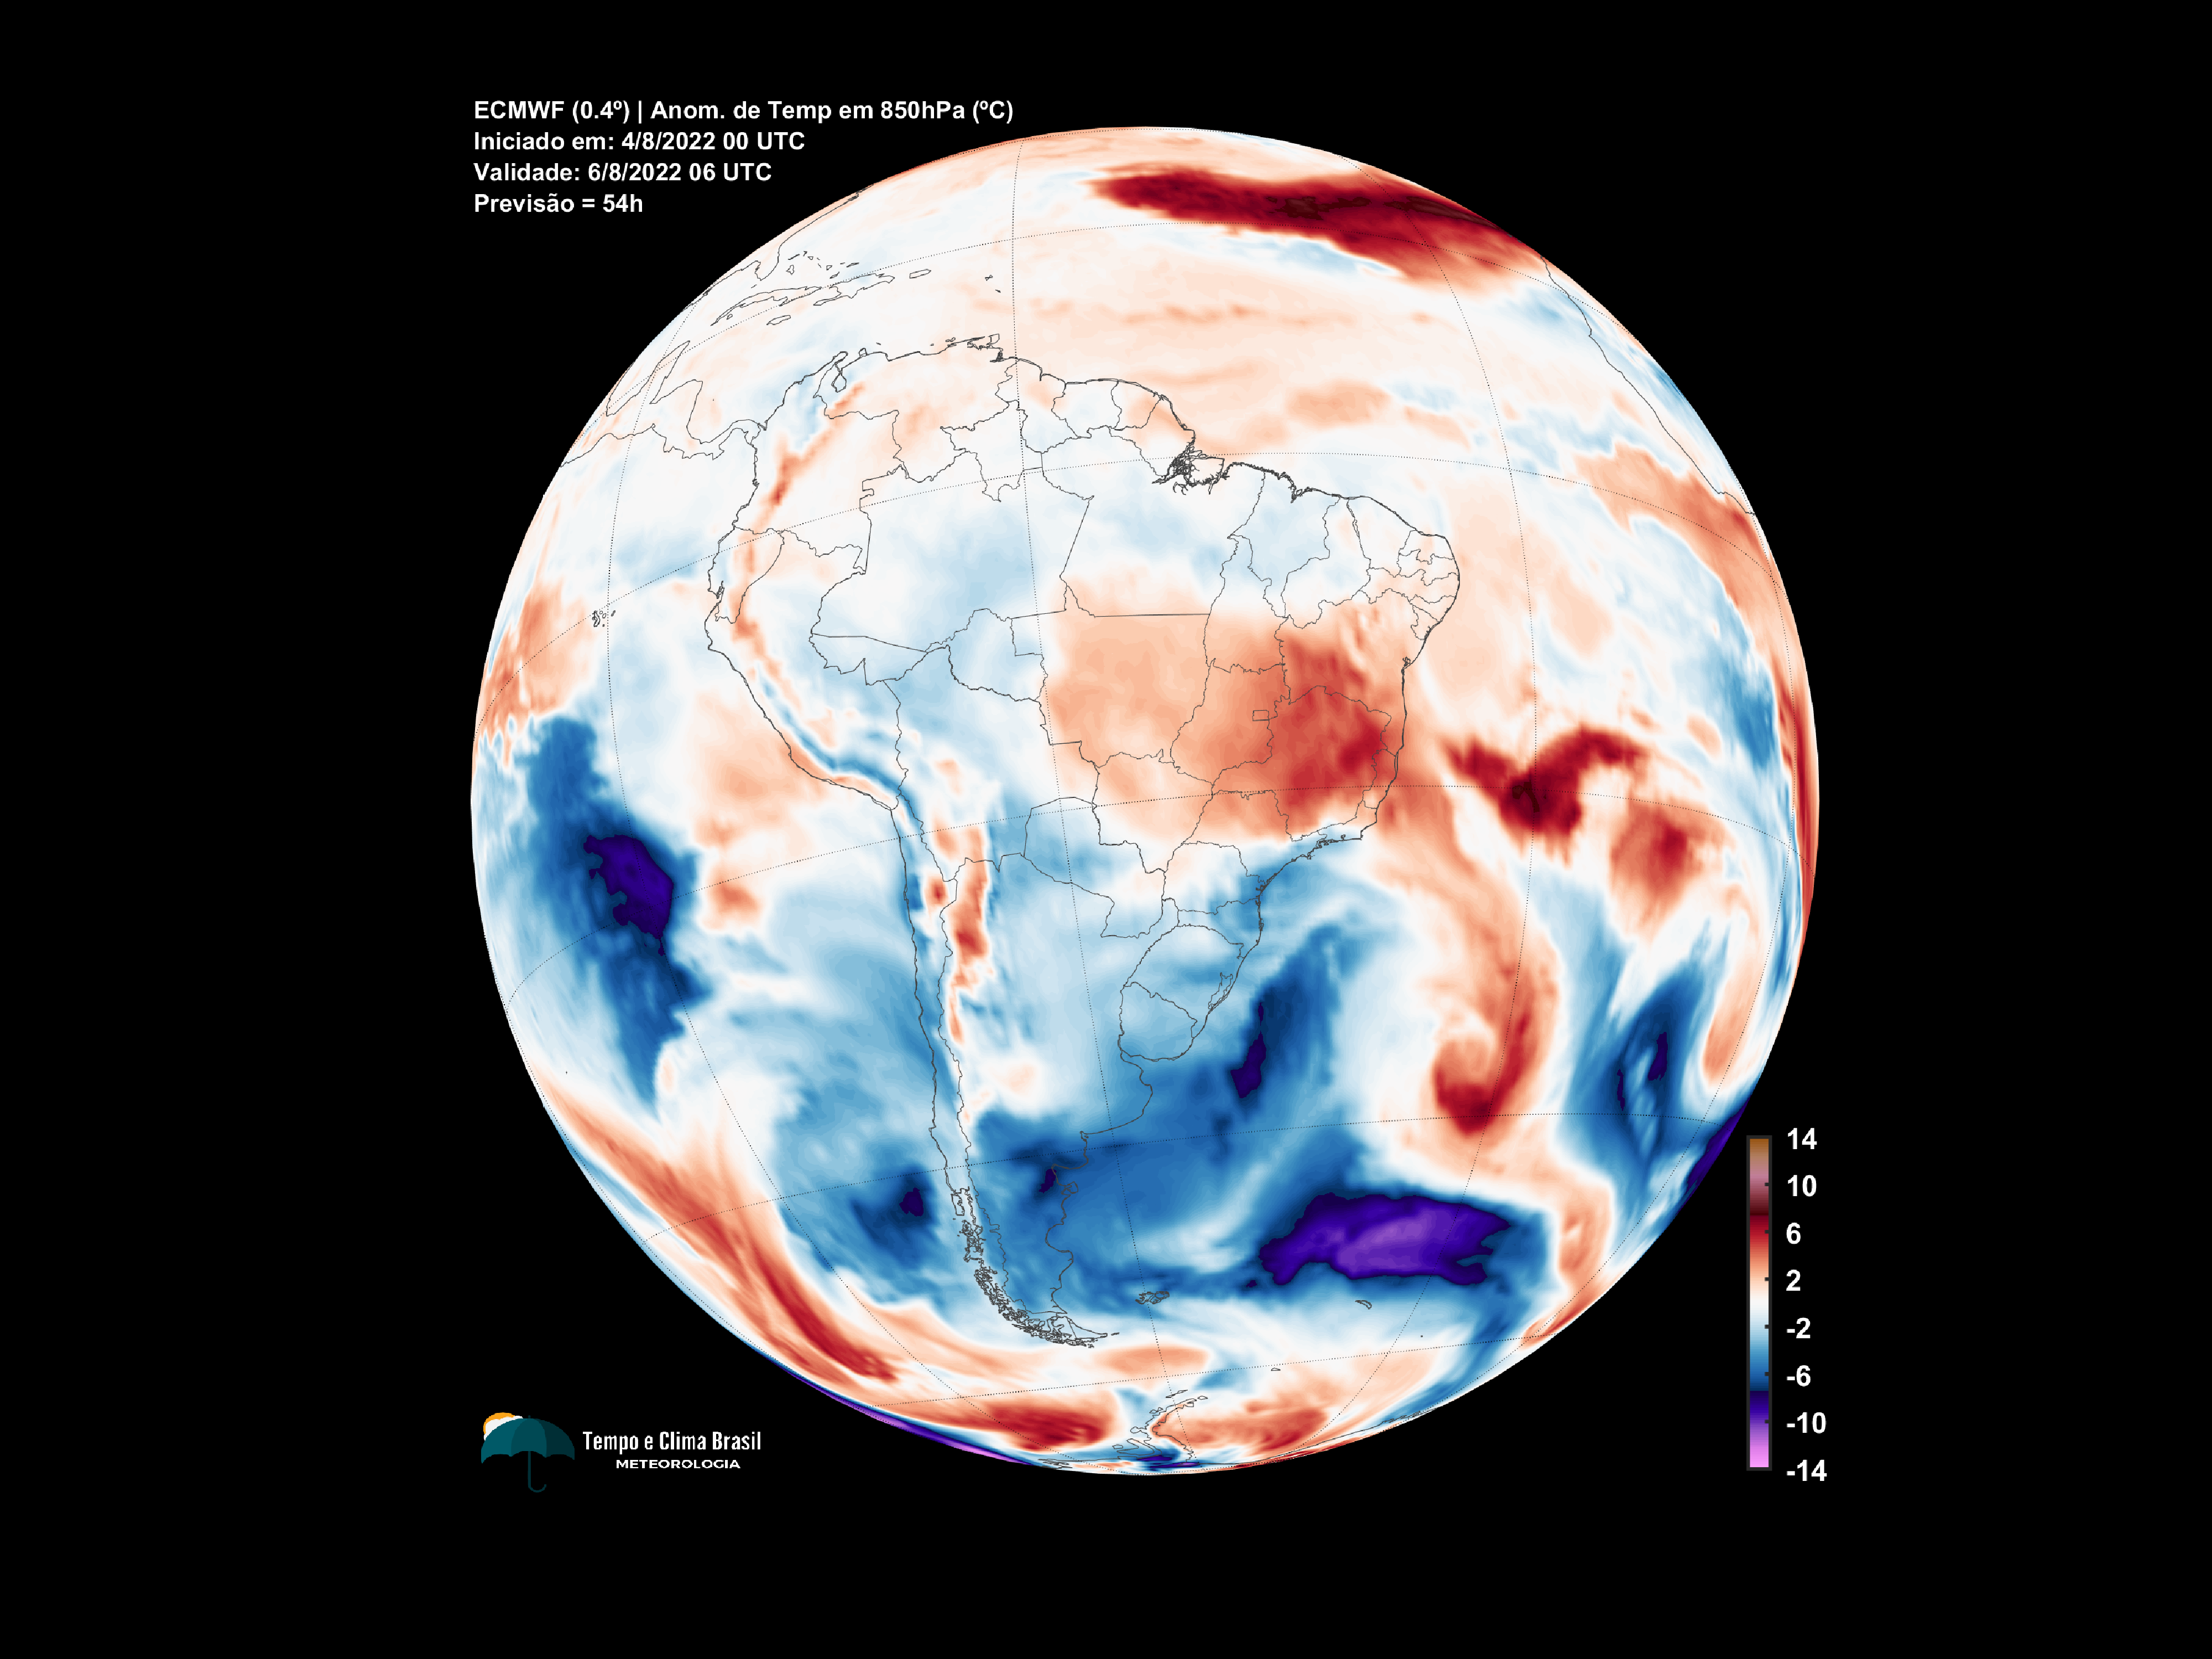 ECMWF (0.4º) | Anom. de Temp em 850hPa (ºC)
Iniciado em: 4/8/2022 00 UTC
Validade: 6/8/2022 06 UTC
Previsão = 54h
14
10
6
2
-2
-6
-10
-14
Tempo e Clima Brasil
METEOROLOGIA